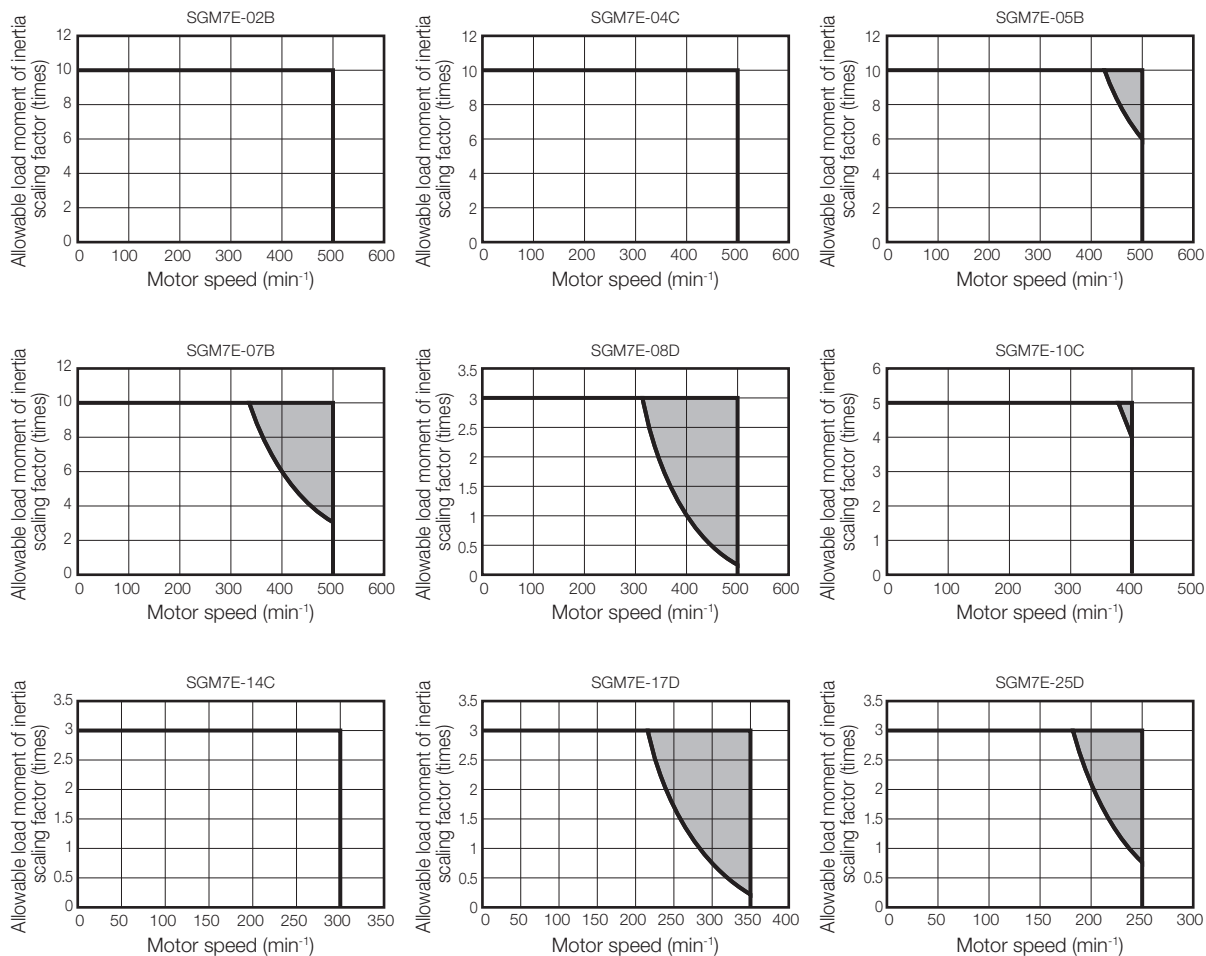 SGM7E-02B
Allowable load moment of inertia
scaling factor (times)
12
10
8
6
4
2
0
0 100 200 300 400 500 600
Motor speed (min-1)
SGM7E-04C
Allowable load moment of inertia
scaling factor (times)
12
10
8
6
4
2
0
0 100 200 300 400 500 600
Motor speed (min-1)
SGM7E-05B
Allowable load moment of inertia
scaling factor (times)
12
10
8
6
4
2
0
0 100 200 300 400 500 600
Motor speed (min-1)
SGM7E-07B
Allowable load moment of inertia
scaling factor (times)
12
10
8
6
4
2
0
0 100 200 300 400 500 600
Motor speed (min-1)
SGM7E-08D
Allowable load moment of inertia
scaling factor (times)
3.5
3
2.5
2
1.5
1
0.5
0
0 100 200 300 400 500 600
Motor speed (min-1)
SGM7E-10C
Allowable load moment of inertia
scaling factor (times)
6
5
4
3
2
1
0
0 100 200 300 400 500
Motor speed (min-1)
SGM7E-14C
Allowable load moment of inertia
scaling factor (times)
3.5
3
2.5
2
1.5
1
0.5
0
0 50 100 150 200 250 300 350
Motor speed (min-1)
SGM7E-17D
Allowable load moment of inertia
scaling factor (times)
3.5
3
2.5
2
1.5
1
0.5
0
0 50 100 150 200 250 300 350 400
Motor speed (min-1)
SGM7E-25D
Allowable load moment of inertia
scaling factor (times)
3.5
3
2.5
2
1.5
1
0.5
0
0 50 100 150 200 250 300
Motor speed (min-1)